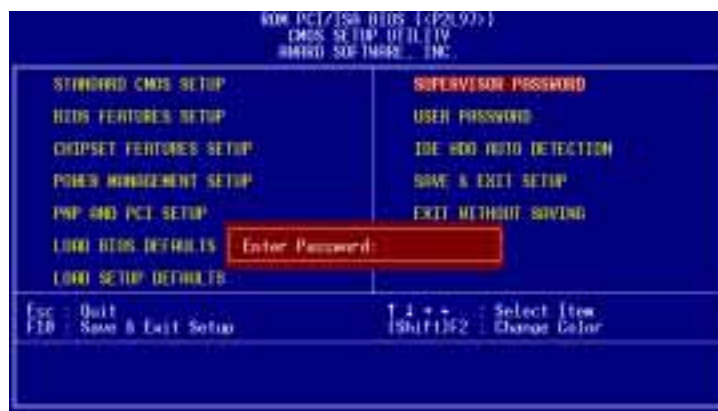 ROM PCI/ISA BIOS (<P2L97>)
CMOS SETUP UTILITY
AWARD SOFTWARE, INC.
STANDARD CMOS SETUP
BIOS FEATURES SETUP
CHIPSET FEATURES SETUP
POWER MANAGEMENT SETUP
PNP AND PCI SETUP
LOAD BIOS DEFAULTS
LOAD SETUP DEFAULTS
SUPERVISOR PASSWORD
USER PASSWORD
IDE HDD AUTO DETECTION
SAVE & EXIT SETUP
EXIT WITHOUT SAVING
Enter Password:
Esc : Quit
F10 : Save & Exit Setup
↑ ↓ → ← : Select Item
(Shift)F2 : Change Color